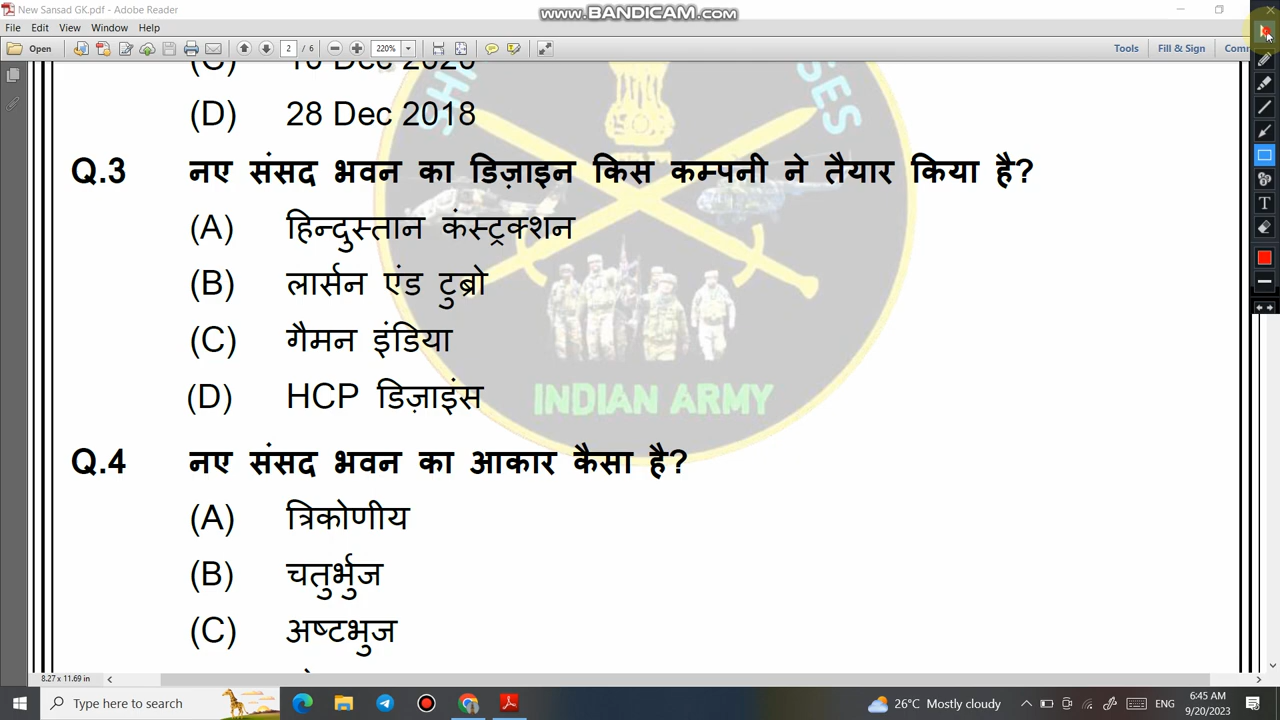 New Sansad GK.pdf - Adobe Reader
www.BANDICAM.com
File Edit View Window Help
Open 2 / 6 220% Tools Fill & Sign Comm
(D) 28 Dec 2018
Q.3 नए संसद भवन का डिज़ाइन किस कम्पनी ने तैयार किया है?
(A) हिन्दुस्तान कंस्ट्रक्शन
(B) लार्सन एंड टुब्रो
(C) गैमन इंडिया
(D) HCP डिज़ाइंस
INDIAN ARMY
Q.4 नए संसद भवन का आकार कैसा है?
(A) त्रिकोणीय
(B) चतुर्भुज
(C) अष्टभुज
8.27 x 11.69 in
Type here to search
26°C Mostly cloudy
ENG
6:45 AM
9/20/2023